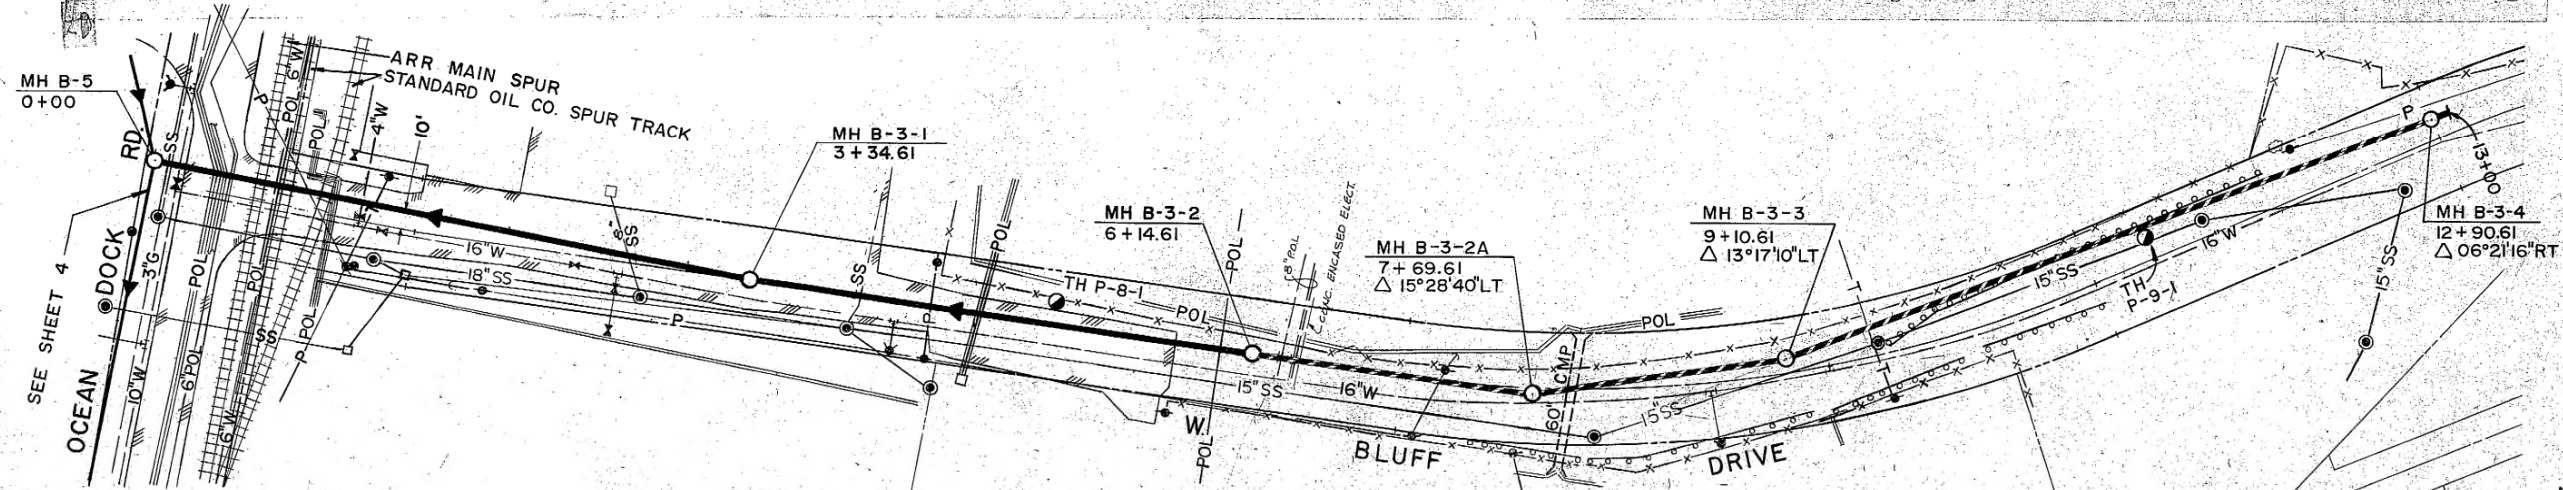 MH B-5
0+00
ARR MAIN SPUR
STANDARD OIL CO. SPUR TRACK
RD.
SS
P
POL
6"W
POL
4"W
10'
MH B-3-1
3+34.61
8"SS
SS
POL
TH P-8-1
POL
MH B-3-2
6+14.61
POL
8" POL
CONC. ENCASED ELECT.
MH B-3-2A
7+69.61
△ 15°28'40"LT
MH B-3-3
9+10.61
△ 13°17'10"LT
P
13+00
MH B-3-4
12+90.61
△ 06°21'16"RT
SEE SHEET 4
OCEAN
DOCK
3"G
10"W
POL
6"POL
POL
6"W
P
POL
SS
16"W
18"SS
P
15"SS
16"W
POL
60" CMP
POL
15"SS
15"SS
16"W
TH
P-9-1
15"SS
T
T
W.
BLUFF
DRIVE